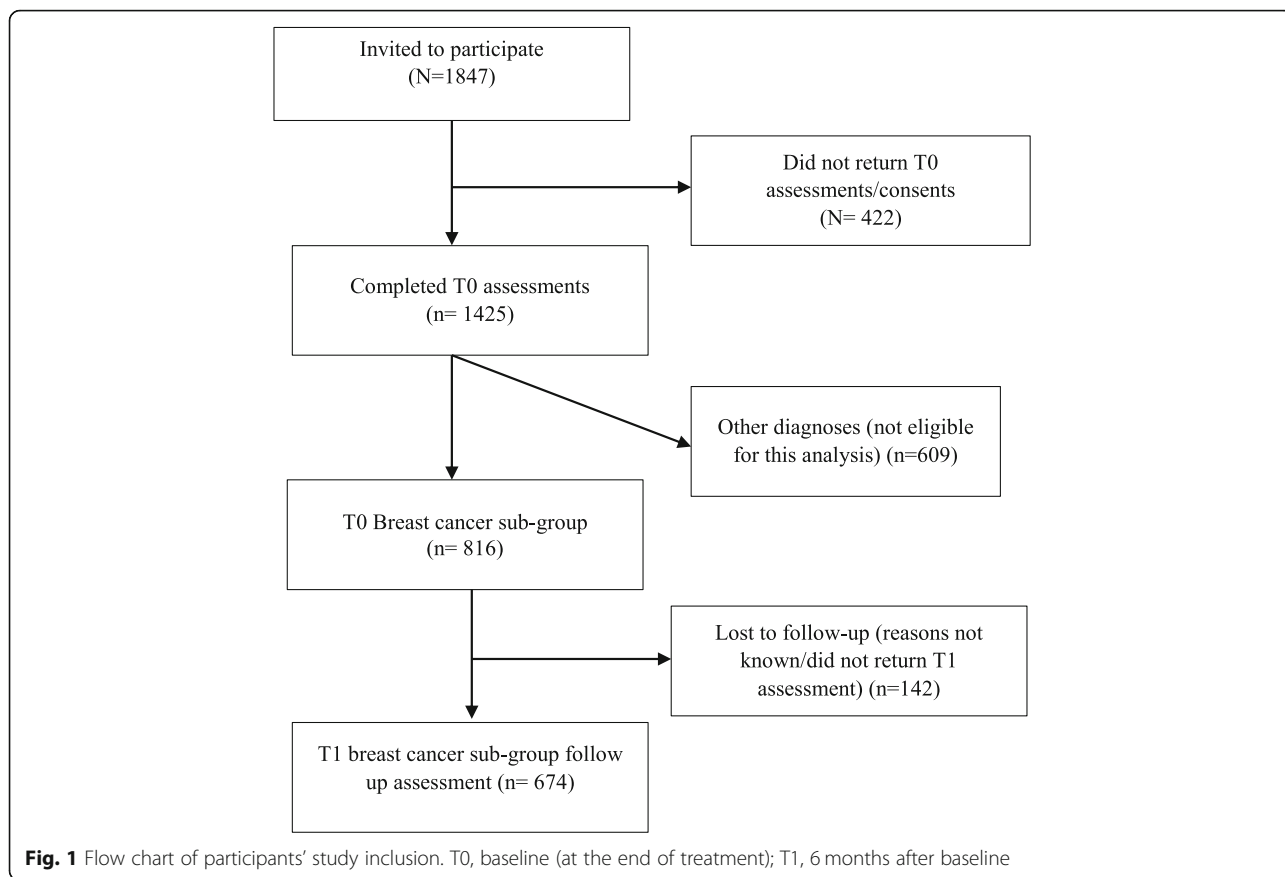 Invited to participate
(N=1847)
Did not return T0
assessments/consents
(N= 422)
Completed T0 assessments
(n= 1425)
Other diagnoses (not eligible
for this analysis) (n=609)
T0 Breast cancer sub-group
(n= 816)
Lost to follow-up (reasons not
known/did not return T1
assessment) (n=142)
T1 breast cancer sub-group follow
up assessment (n= 674)
Fig. 1 Flow chart of participants’ study inclusion. T0, baseline (at the end of treatment); T1, 6 months after baseline